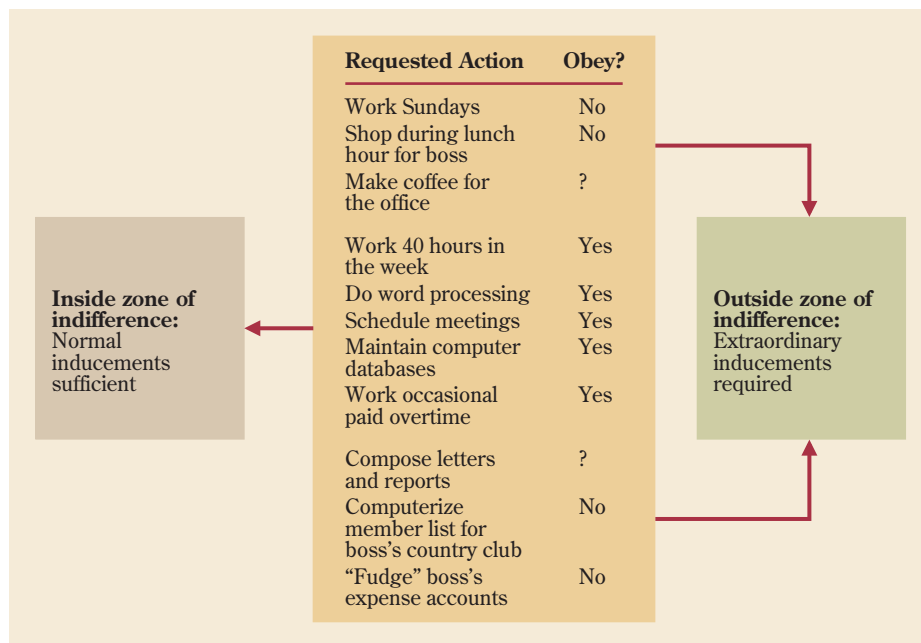 Requested Action Obey?
Work Sundays No
Shop during lunch No
hour for boss
Make coffee for ?
the office
Work 40 hours in Yes
the week
Do word processing Yes
Schedule meetings Yes
Maintain computer Yes
databases
Work occasional Yes
paid overtime
Compose letters ?
and reports
Computerize No
member list for
boss’s country club
“Fudge” boss’s No
expense accounts
Inside zone of
indifference:
Normal
inducements
sufficient
Outside zone of
indifference:
Extraordinary
inducements
required